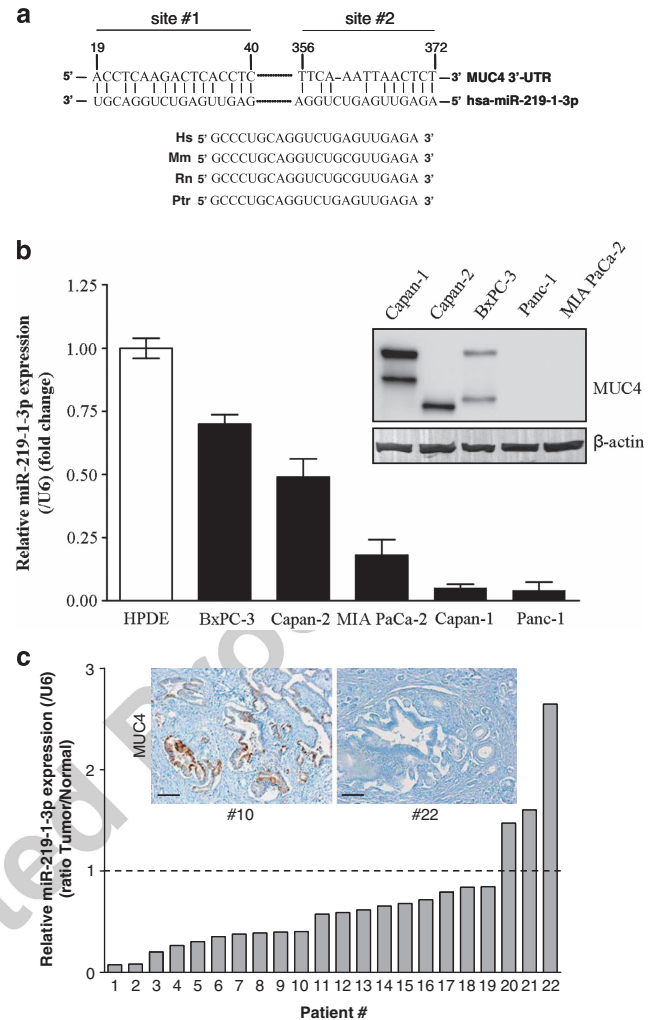 a
site #1 site #2
19 40 356 372
5' ACCTCAAGACTCACCTC TTCA-AATTAACTCT 3' MUC4 3'-UTR
3' UGCAGGUCUGAGUUGAG AGGUCUGAGUUGAGA 5' hsa-miR-219-1-3p
Hs 5' GCCCUGCAGGUCUGAGUUGAGA 3'
Mm 5' GCCCUGCAGGUCUGCGUUGAGA 3'
Rn 5' GCCCUGCAGGUCUGCGUUGAGA 3'
Ptr 5' GCCCUGCAGGUCUGAGUUGAGA 3'
b
Relative miR-219-1-3p expression
(/U6) (fold change)
1.25
1.00
0.75
0.50
0.25
0.00
HPDE BxPC-3 Capan-2 MIA PaCa-2 Capan-1 Panc-1
Capan-1 Capan-2 BxPC-3 Panc-1 MIA PaCa-2
MUC4
β-actin
c
Relative miR-219-1-3p expression (/U6)
(ratio Tumor/Normal)
3
2
1
0
MUC4
#10 #22
1 2 3 4 5 6 7 8 9 10 11 12 13 14 15 16 17 18 19 20 21 22
Patient #